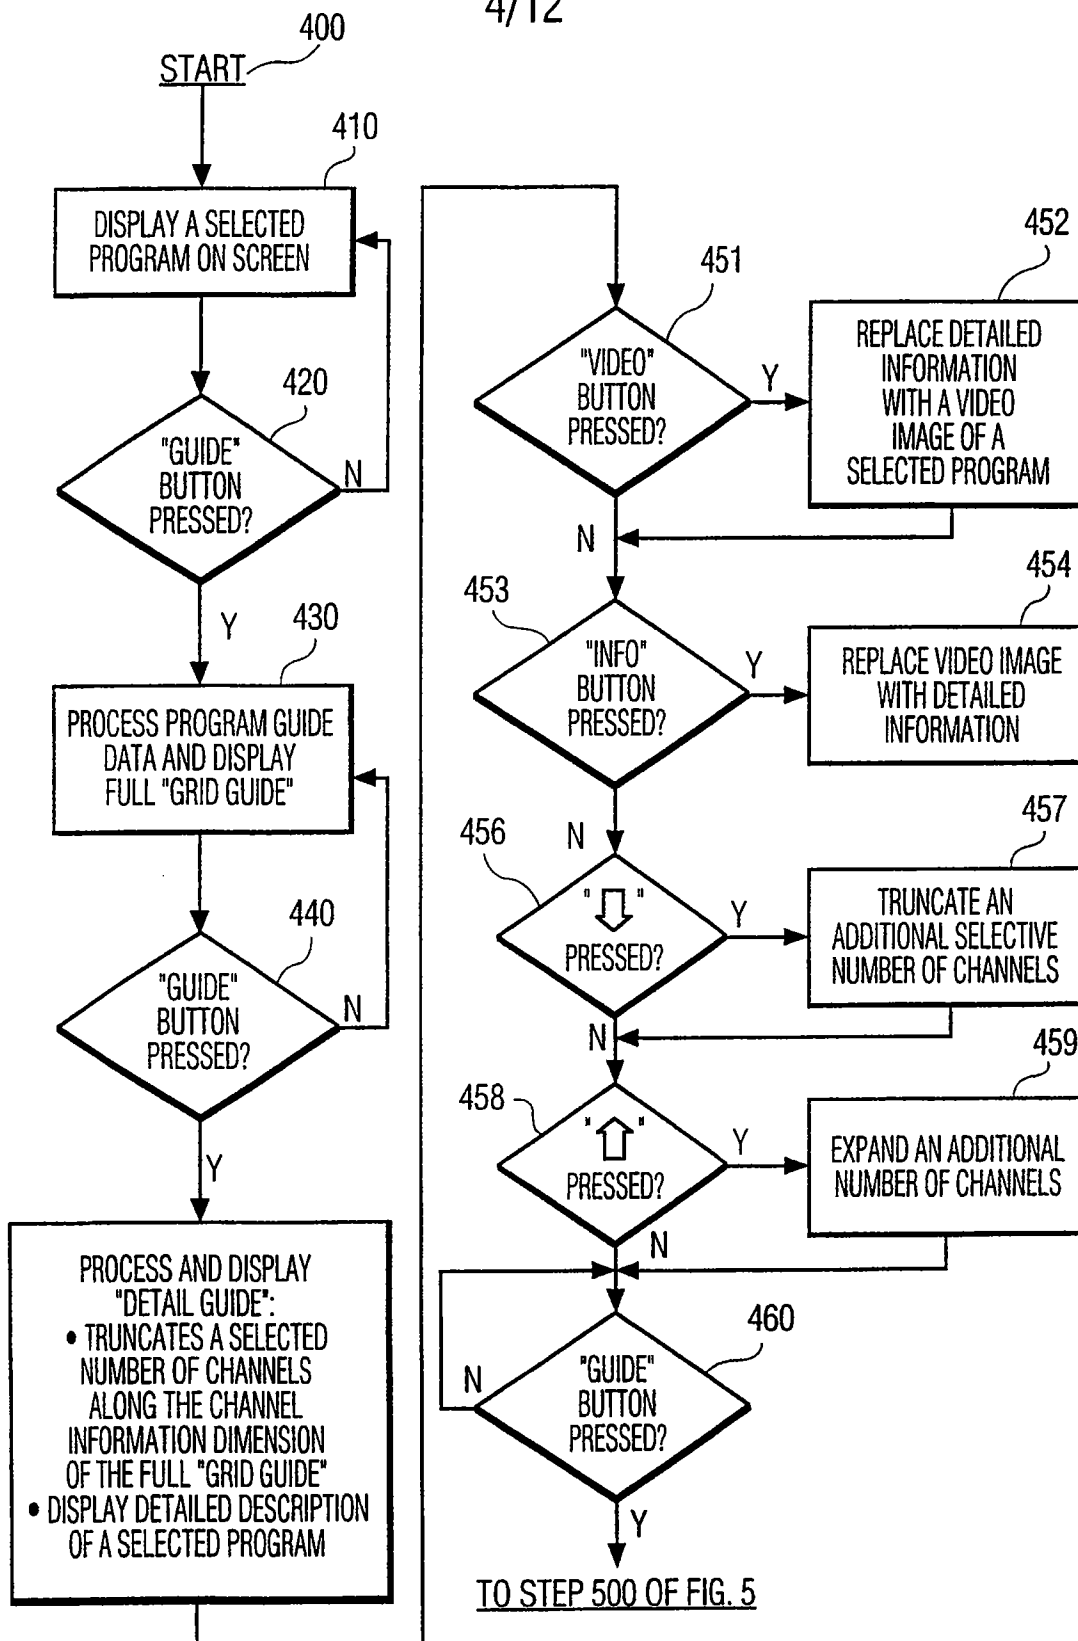 4/12
400
START
410
DISPLAY A SELECTED
PROGRAM ON SCREEN
420
"GUIDE"
BUTTON
PRESSED?
N
Y
430
PROCESS PROGRAM GUIDE
DATA AND DISPLAY
FULL "GRID GUIDE"
440
"GUIDE"
BUTTON
PRESSED?
N
Y
PROCESS AND DISPLAY
"DETAIL GUIDE":
• TRUNCATES A SELECTED
NUMBER OF CHANNELS
ALONG THE CHANNEL
INFORMATION DIMENSION
OF THE FULL "GRID GUIDE"
• DISPLAY DETAILED DESCRIPTION
OF A SELECTED PROGRAM
451
"VIDEO"
BUTTON
PRESSED?
Y
N
452
REPLACE DETAILED
INFORMATION
WITH A VIDEO
IMAGE OF A
SELECTED PROGRAM
453
"INFO"
BUTTON
PRESSED?
Y
N
454
REPLACE VIDEO IMAGE
WITH DETAILED
INFORMATION
456
"⇩"
PRESSED?
Y
N
457
TRUNCATE AN
ADDITIONAL SELECTIVE
NUMBER OF CHANNELS
458
"⇧"
PRESSED?
Y
N
459
EXPAND AN ADDITIONAL
NUMBER OF CHANNELS
460
"GUIDE"
BUTTON
PRESSED?
N
Y
TO STEP 500 OF FIG. 5